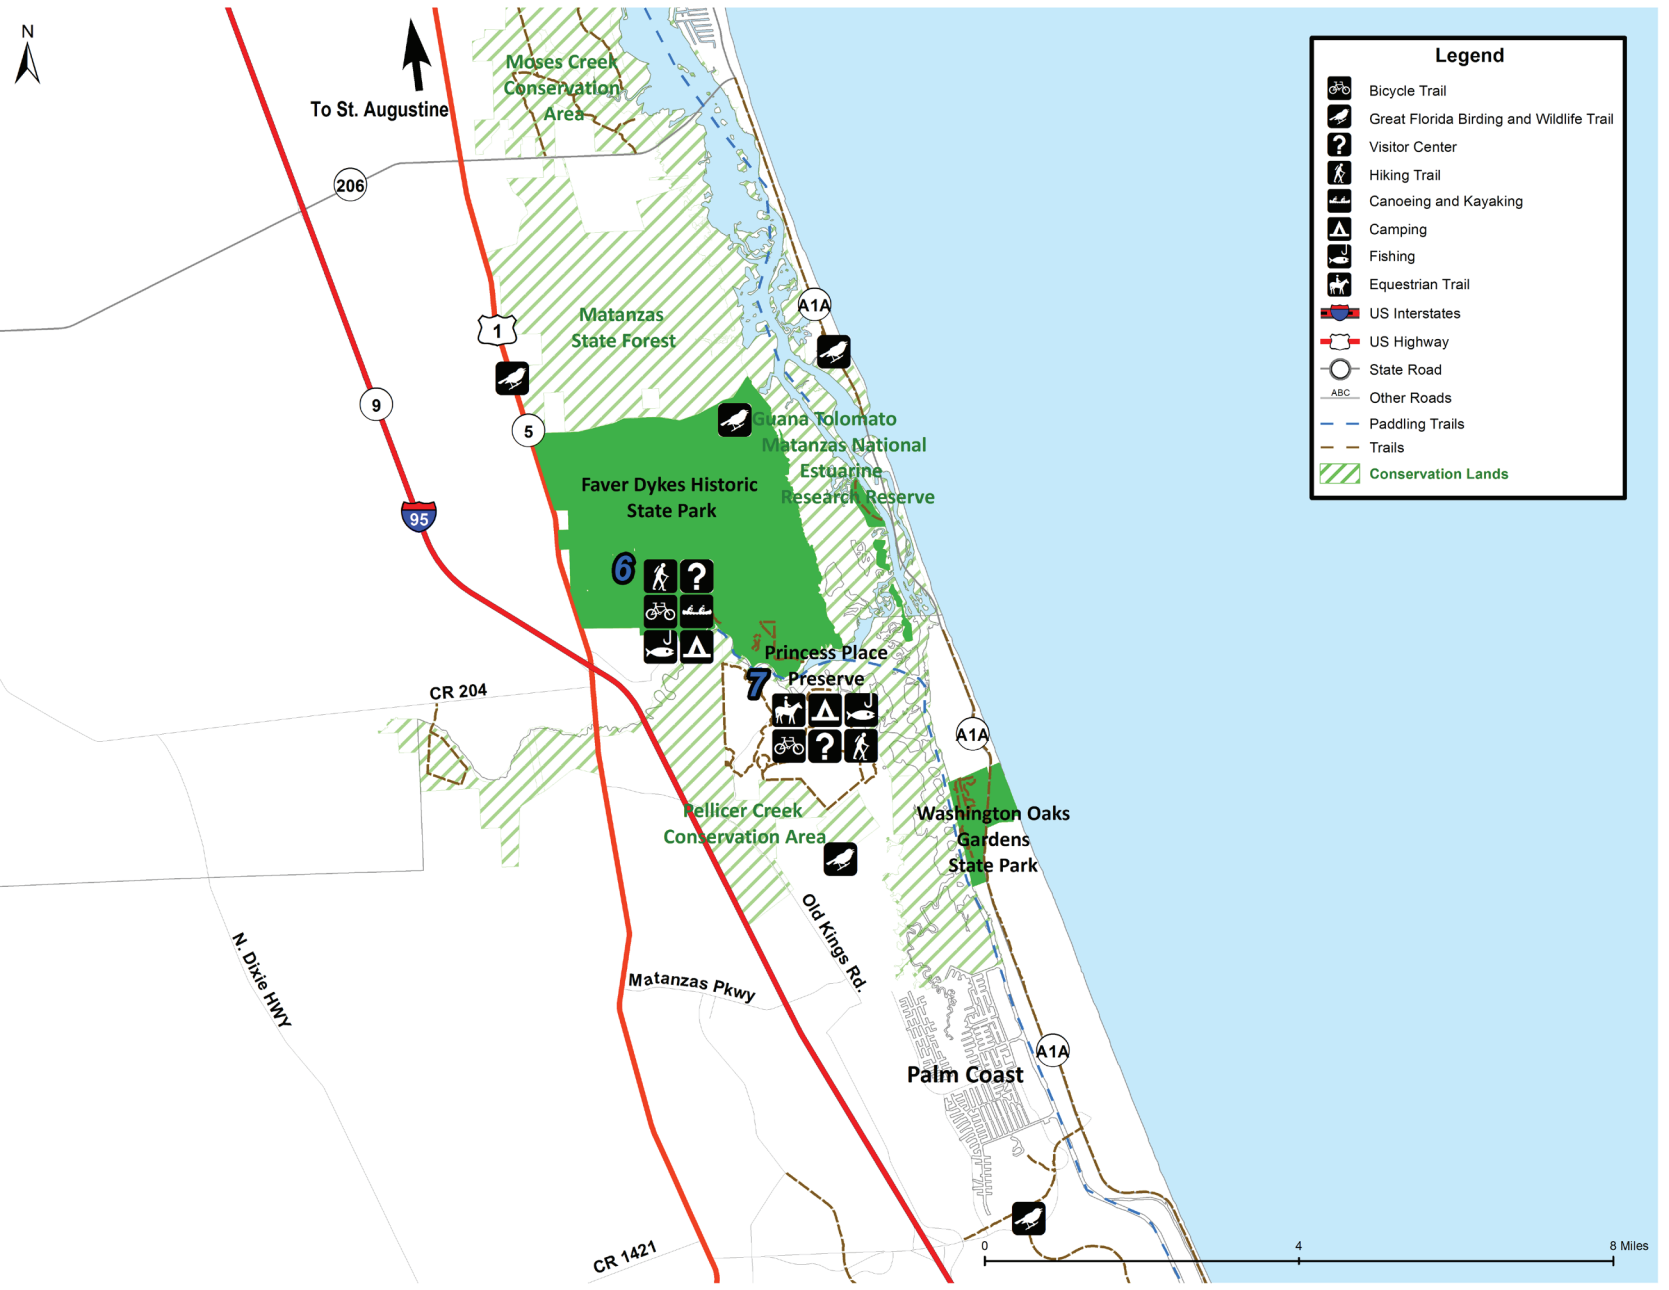 N
To St. Augustine
Moses Creek
Conservation
Area
206
Matanzas
State Forest
A1A
1
9
5
Guana Tolomato
Matanzas National
Estuarine
Research Reserve
Faver Dykes Historic
State Park
95
6
?
Princess Place
Preserve
7
CR 204
?
A1A
Pellicer Creek
Conservation Area
Washington Oaks
Gardens
State Park
Old Kings Rd.
N. Dixie HWY
Matanzas Pkwy
A1A
Palm Coast
CR 1421
0 4 8 Miles
Legend
Bicycle Trail
Great Florida Birding and Wildlife Trail
? Visitor Center
Hiking Trail
Canoeing and Kayaking
Camping
Fishing
Equestrian Trail
US Interstates
US Highway
State Road
ABC Other Roads
Paddling Trails
Trails
Conservation Lands